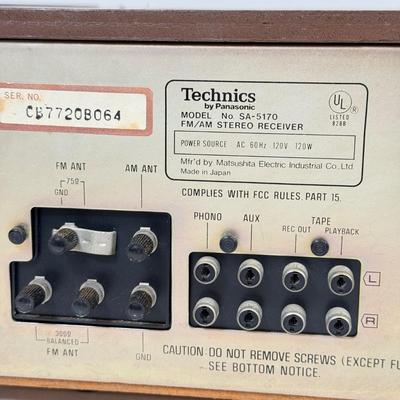 SER. NO.
CB7720B064
Technics
by Panasonic
MODEL No. SA-5170
FM/AM STEREO RECEIVER
UL
LISTED
828B
POWER SOURCE AC 60Hz 120V 120W
Mfr'd by Matsushita Electric Industrial Co., Ltd.
Made in Japan
COMPLIES WITH FCC RULES, PART 15.
FM ANT
AM ANT
75Ω
GND
PHONO
AUX
TAPE
REC OUT
PLAYBACK
L
R
300Ω
BALANCED
FM ANT
GND
CAUTION: DO NOT REMOVE SCREWS (EXCEPT FU
SEE BOTTOM NOTICE.